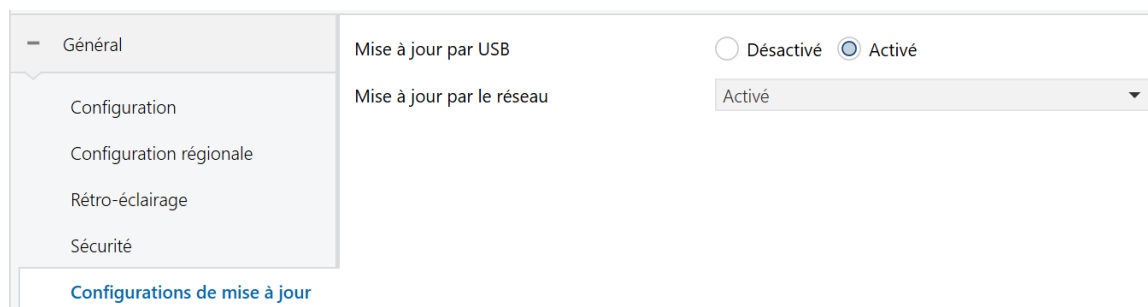 Général
Configuration
Configuration régionale
Rétro-éclairage
Sécurité
Configurations de mise à jour
Mise à jour par USB Désactivé Activé
Mise à jour par le réseau Activé